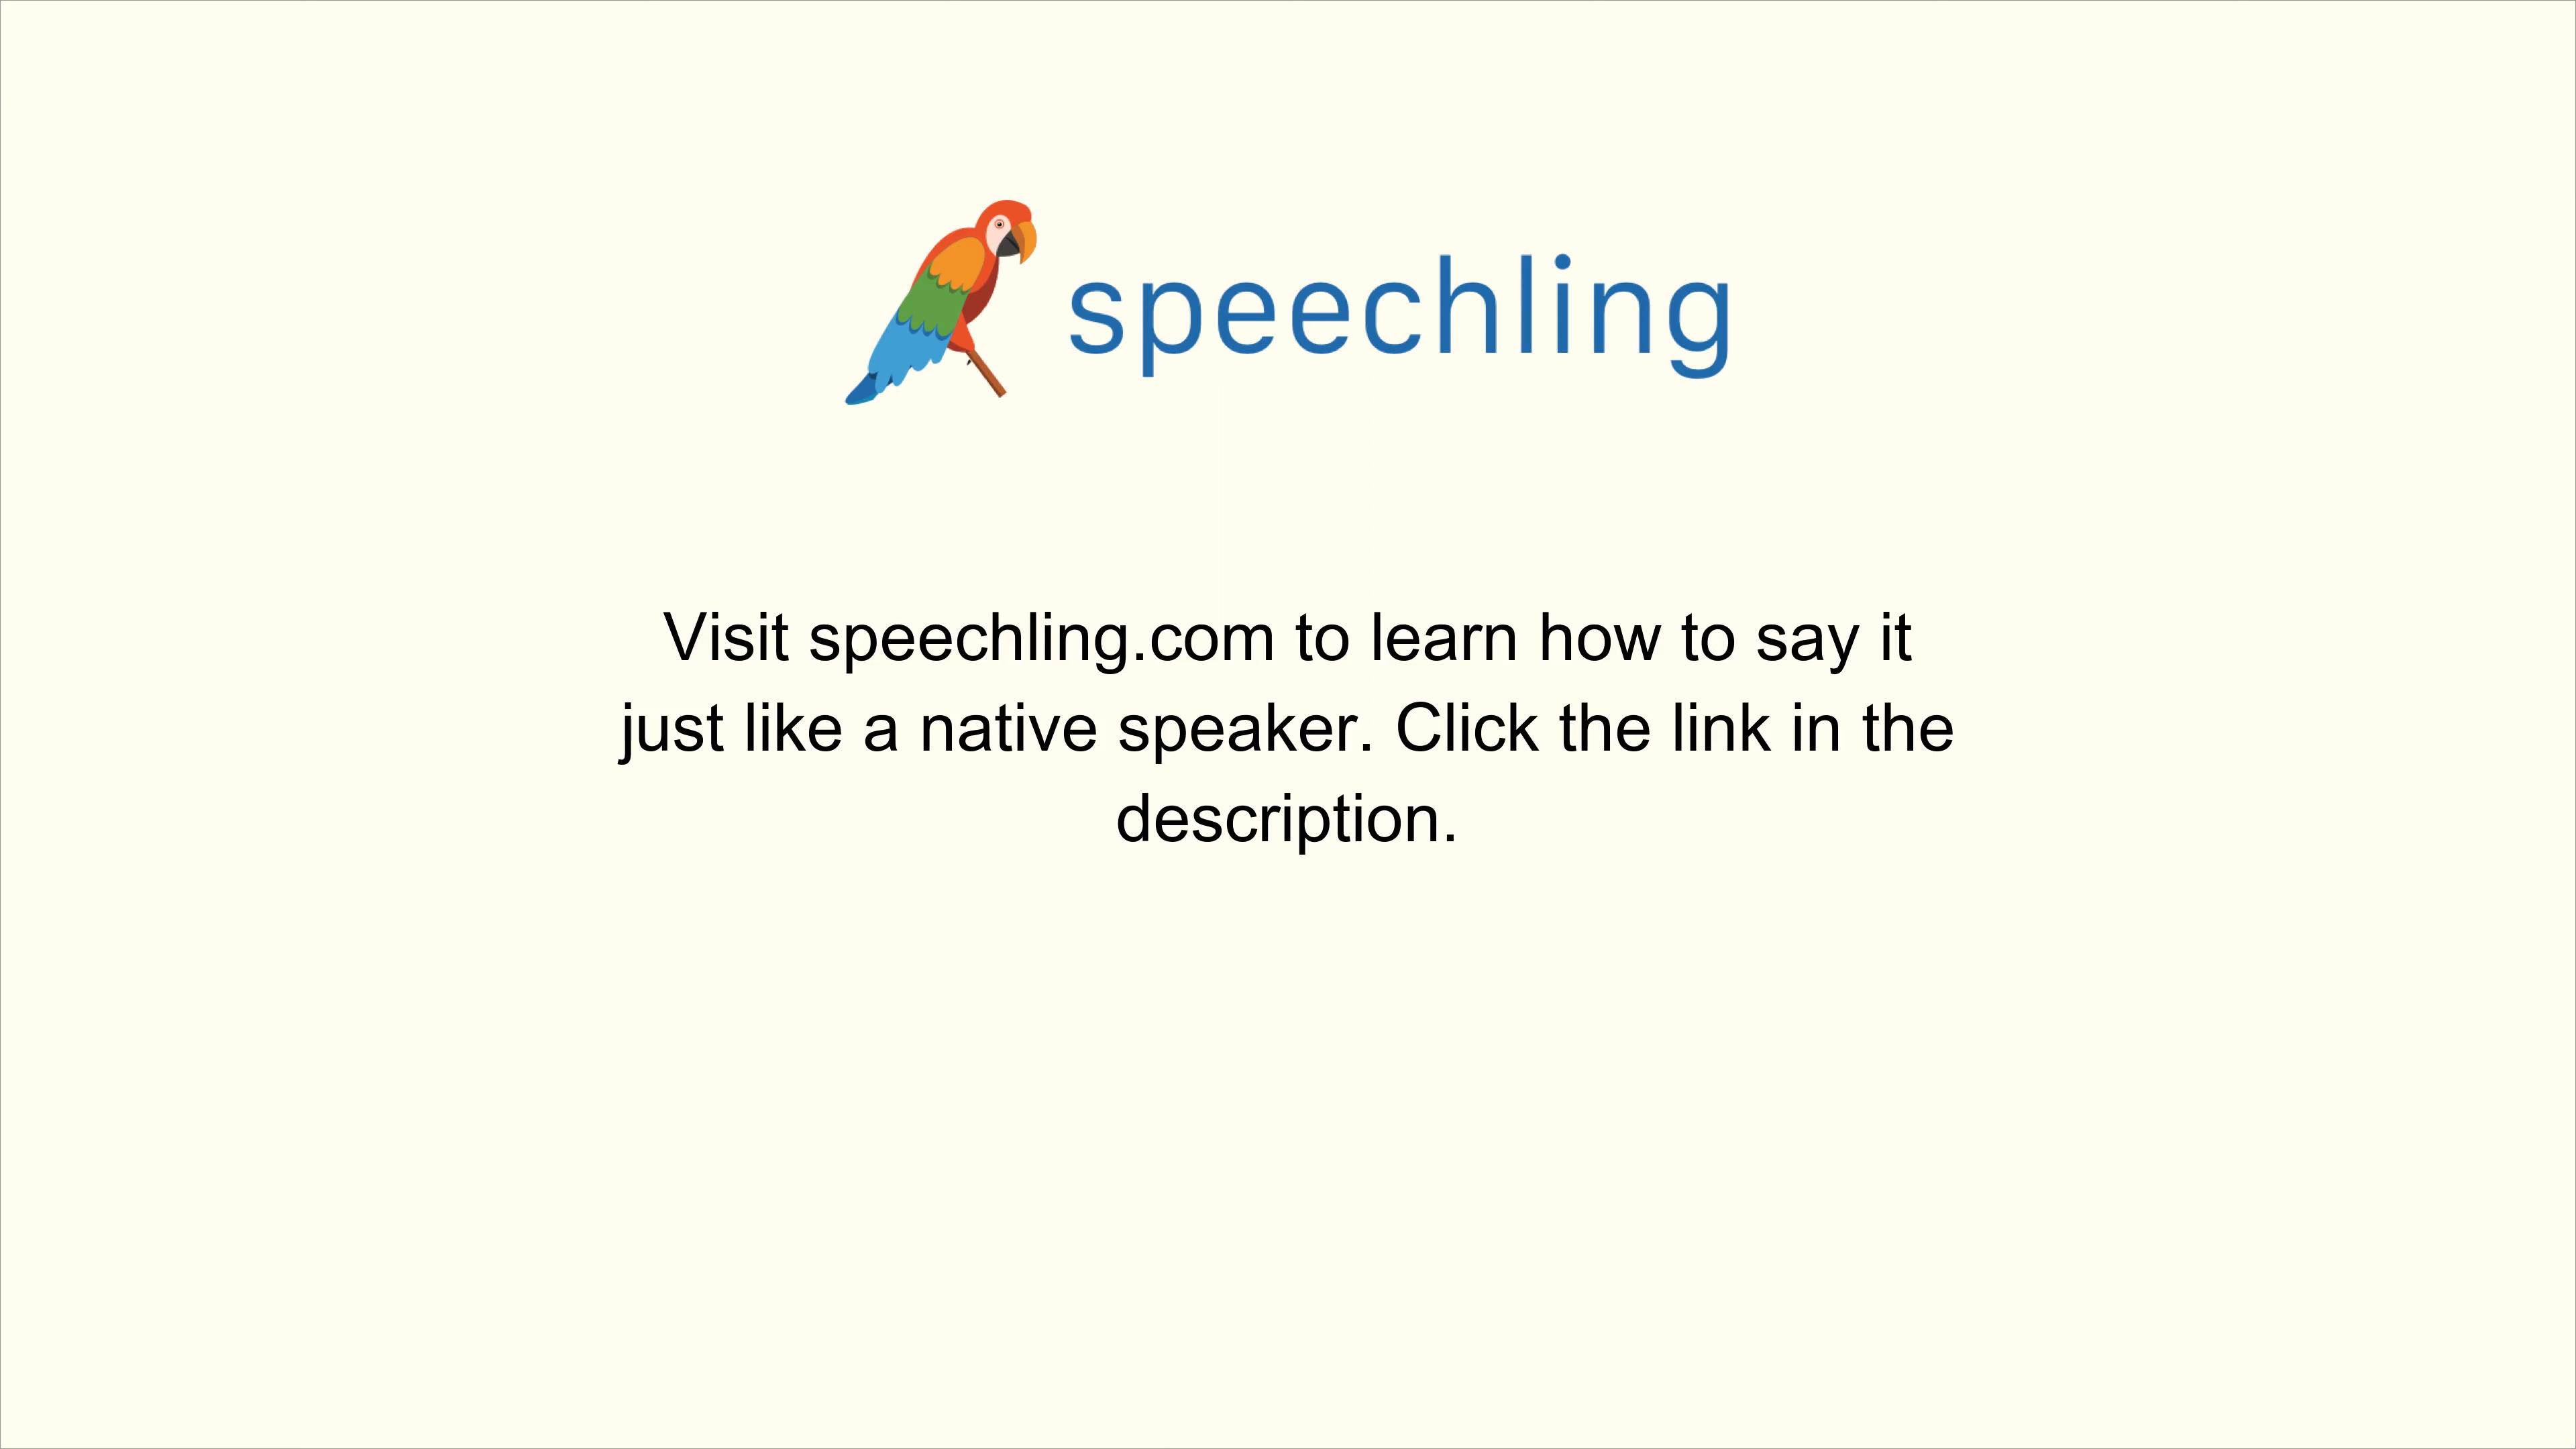 speechling
Visit speechling.com to learn how to say it
just like a native speaker. Click the link in the
description.